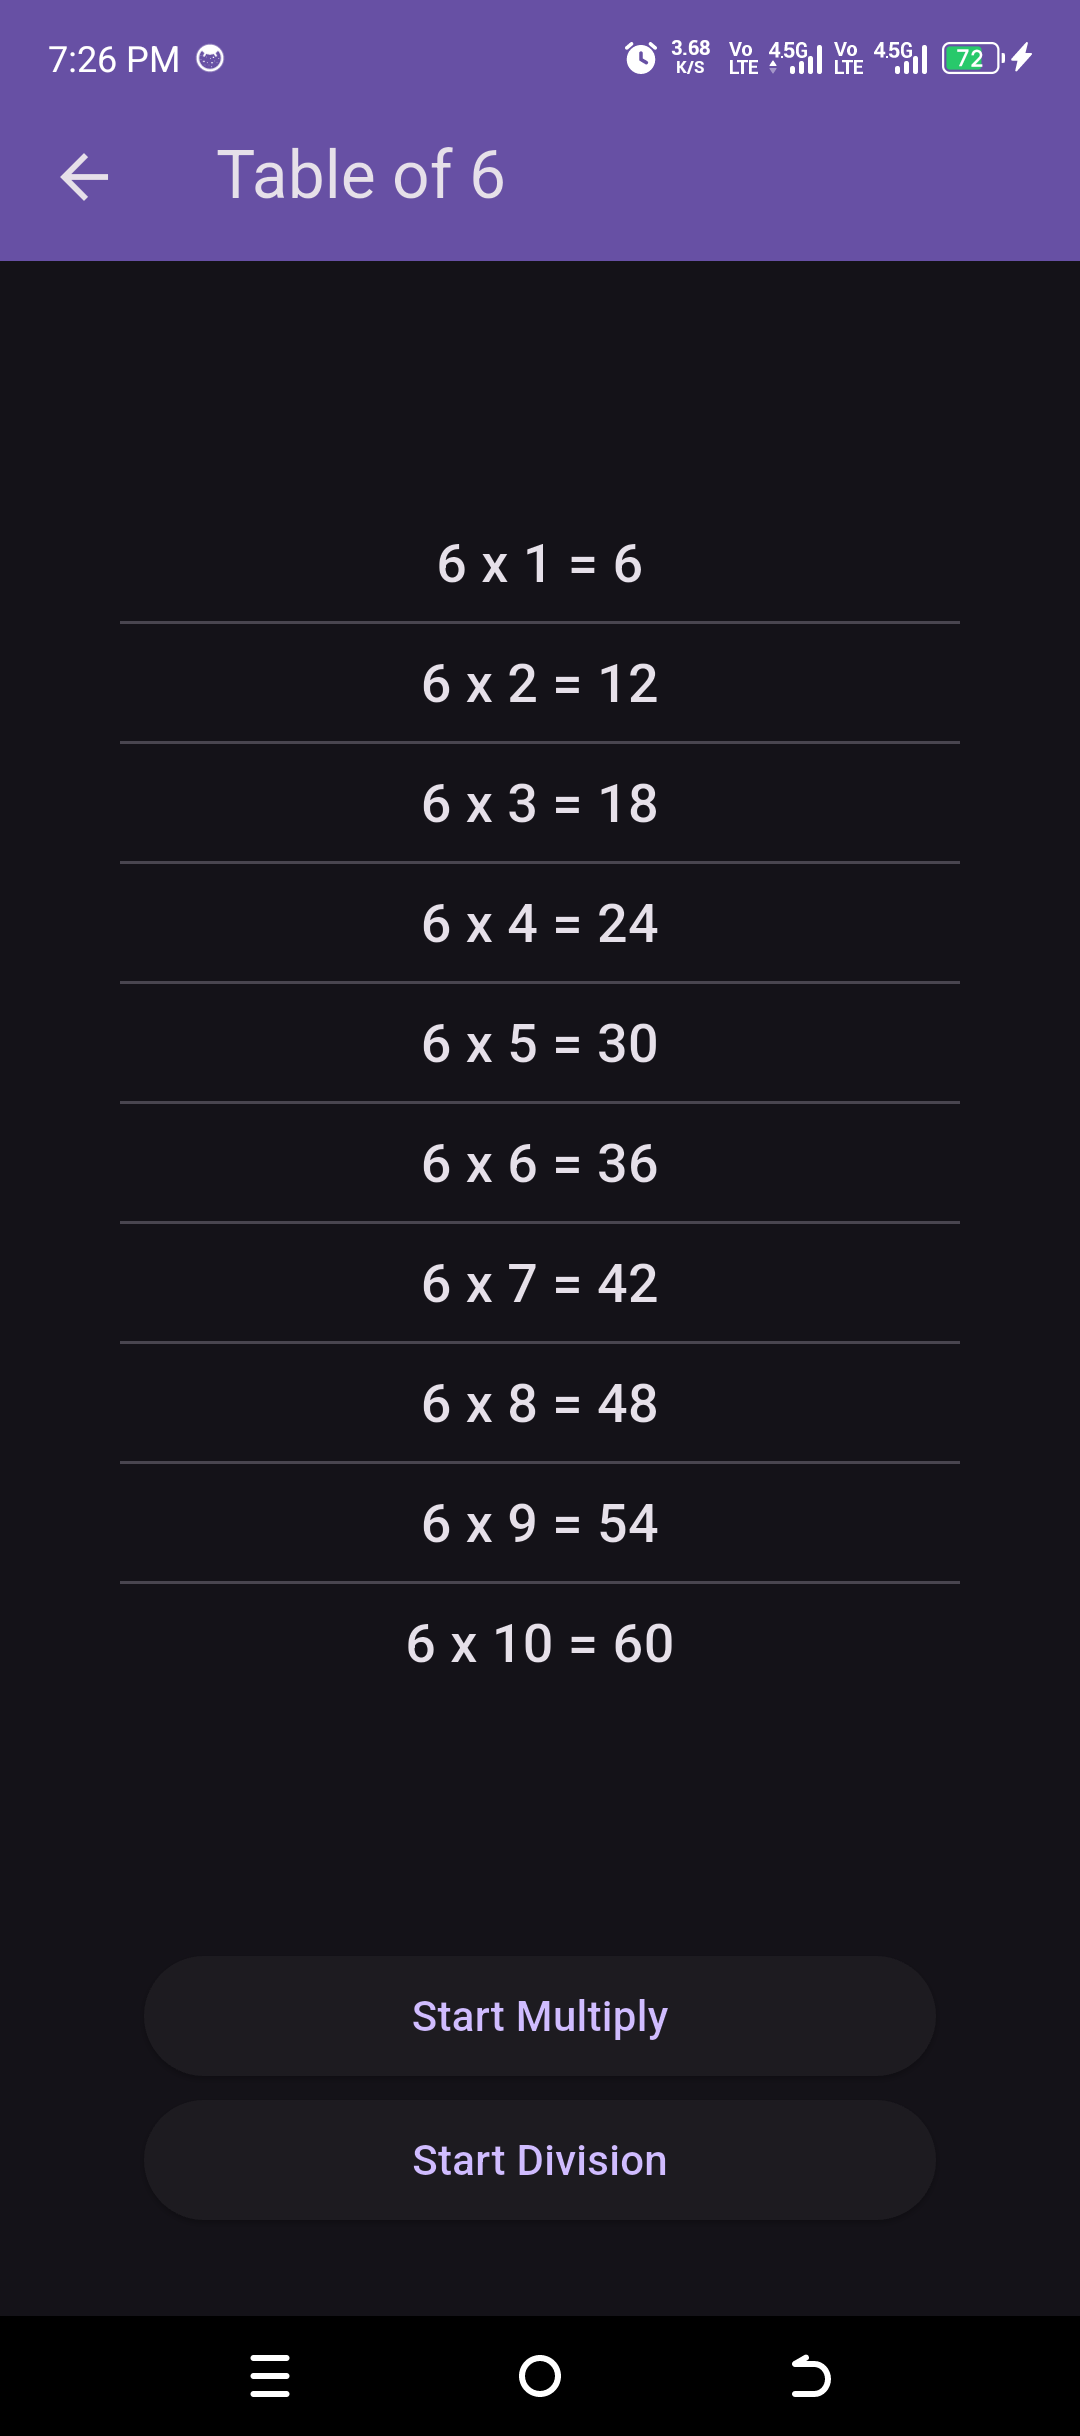 7:26 PM 3.68 K/S Vo LTE 4.5G Vo LTE 4.5G 72
Table of 6
6 x 1 = 6
6 x 2 = 12
6 x 3 = 18
6 x 4 = 24
6 x 5 = 30
6 x 6 = 36
6 x 7 = 42
6 x 8 = 48
6 x 9 = 54
6 x 10 = 60
Start Multiply
Start Division